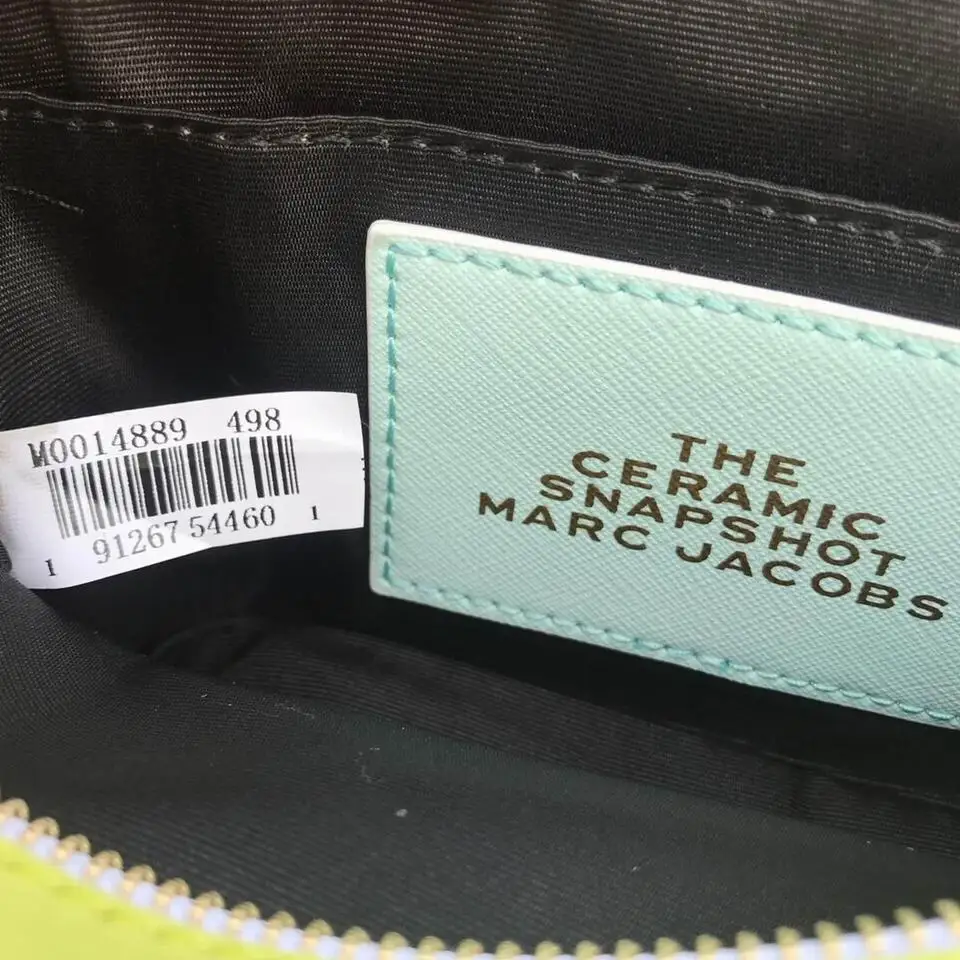 M0014889 498
1 91267 54460 1
THE
CERAMIC
SNAPSHOT
MARC JACOBS